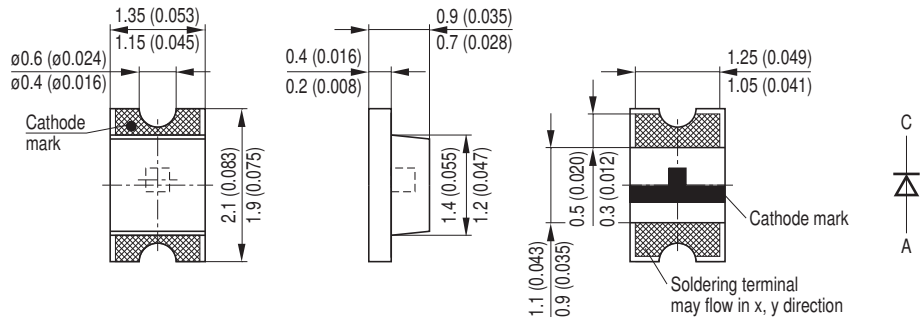 1.35 (0.053)
1.15 (0.045)
ø0.6 (ø0.024)
ø0.4 (ø0.016)
Cathode
mark
2.1 (0.083)
1.9 (0.075)
0.9 (0.035)
0.7 (0.028)
0.4 (0.016)
0.2 (0.008)
1.4 (0.055)
1.2 (0.047)
1.25 (0.049)
1.05 (0.041)
0.5 (0.020)
0.3 (0.012)
1.1 (0.043)
0.9 (0.035)
Cathode mark
Soldering terminal
may flow in x, y direction
C
A